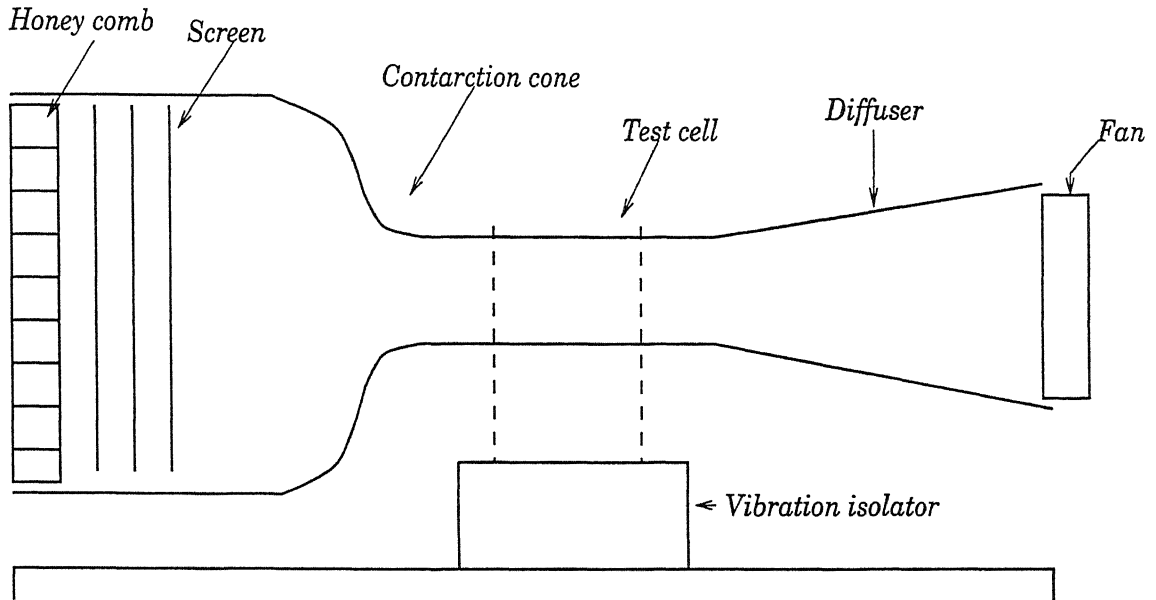 Honey comb
Screen
Contarction cone
Test cell
Diffuser
Fan
Vibration isolator